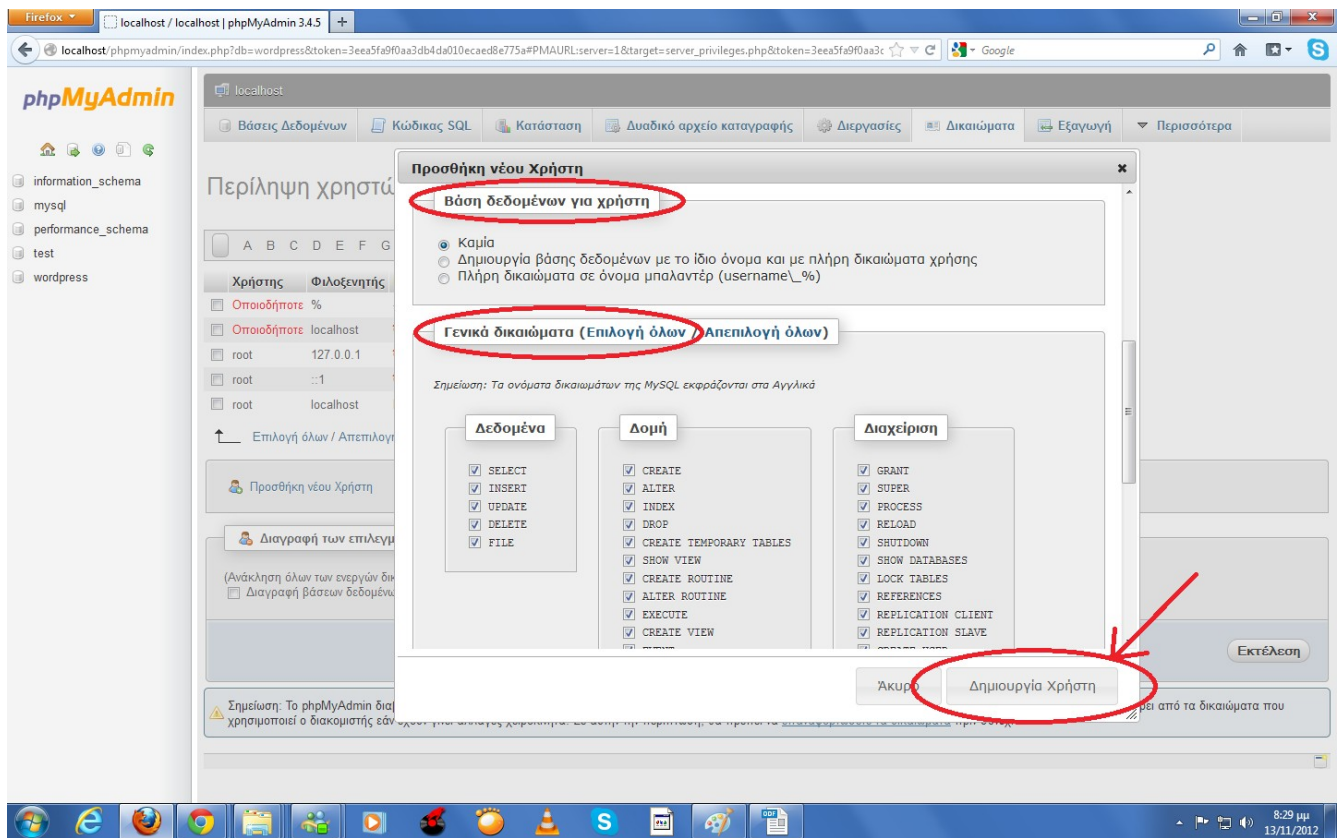 Firefox
localhost / localhost | phpMyAdmin 3.4.5
localhost/phpmyadmin/index.php?db=wordpress&token=3eea5fa9f0aa3db4da010ecaed8e775a#PMAURL:server=1&target=server_privileges.php&token=3eea5fa9f0aa3c
Google
phpMyAdmin
localhost
Βάσεις Δεδομένων Κώδικας SQL Κατάσταση Δυαδικό αρχείο καταγραφής Διεργασίες Δικαιώματα Εξαγωγή Περισσότερα
information_schema
mysql
performance_schema
test
wordpress
Περίληψη χρηστώ
A B C D E F G
Χρήστης Φιλοξενητής
Οποιοδήποτε %
Οποιοδήποτε localhost
root 127.0.0.1
root ::1
root localhost
Επιλογή όλων / Απεπιλογή
Προσθήκη νέου Χρήστη
Διαγραφή των επιλεγμ
(Ανάκληση όλων των ενεργών δικ
Διαγραφή βάσεων δεδομένω
Εκτέλεση
Προσθήκη νέου Χρήστη
Βάση δεδομένων για χρήστη
Καμία
Δημιουργία βάσης δεδομένων με το ίδιο όνομα και με πλήρη δικαιώματα χρήσης
Πλήρη δικαιώματα σε όνομα μπαλαντέρ (username\_%)
Γενικά δικαιώματα (Επιλογή όλων / Απεπιλογή όλων)
Σημείωση: Τα ονόματα δικαιωμάτων της MySQL εκφράζονται στα Αγγλικά
Δεδομένα
SELECT
INSERT
UPDATE
DELETE
FILE
Δομή
CREATE
ALTER
INDEX
DROP
CREATE TEMPORARY TABLES
SHOW VIEW
CREATE ROUTINE
ALTER ROUTINE
EXECUTE
CREATE VIEW
Διαχείριση
GRANT
SUPER
PROCESS
RELOAD
SHUTDOWN
SHOW DATABASES
LOCK TABLES
REFERENCES
REPLICATION CLIENT
REPLICATION SLAVE
Άκυρο Δημιουργία Χρήστη
Σημείωση: Το phpMyAdmin δια από τα δικαιώματα που
χρησιμοποιεί ο διακομιστής εάν
8:29 μμ
13/11/2012